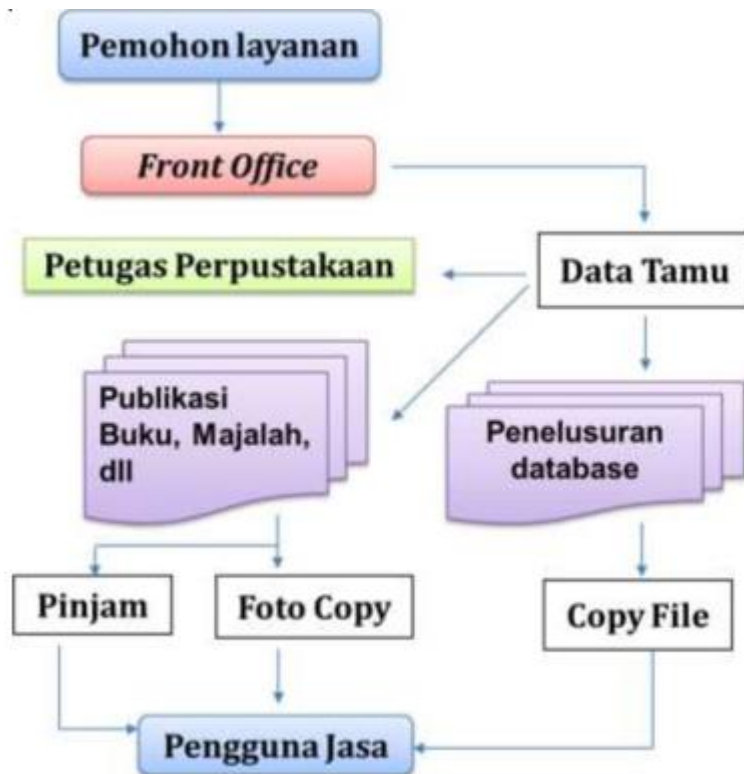 Pemohon layanan
Front Office
Petugas Perpustakaan
Data Tamu
Publikasi
Buku, Majalah,
dll
Penelusuran
database
Pinjam
Foto Copy
Copy File
Pengguna Jasa